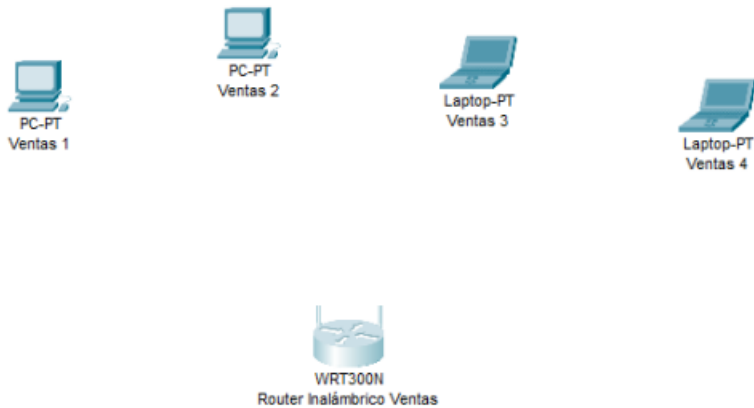 PC-PT
Ventas 1
PC-PT
Ventas 2
Laptop-PT
Ventas 3
Laptop-PT
Ventas 4
WRT300N
Router Inalámbrico Ventas